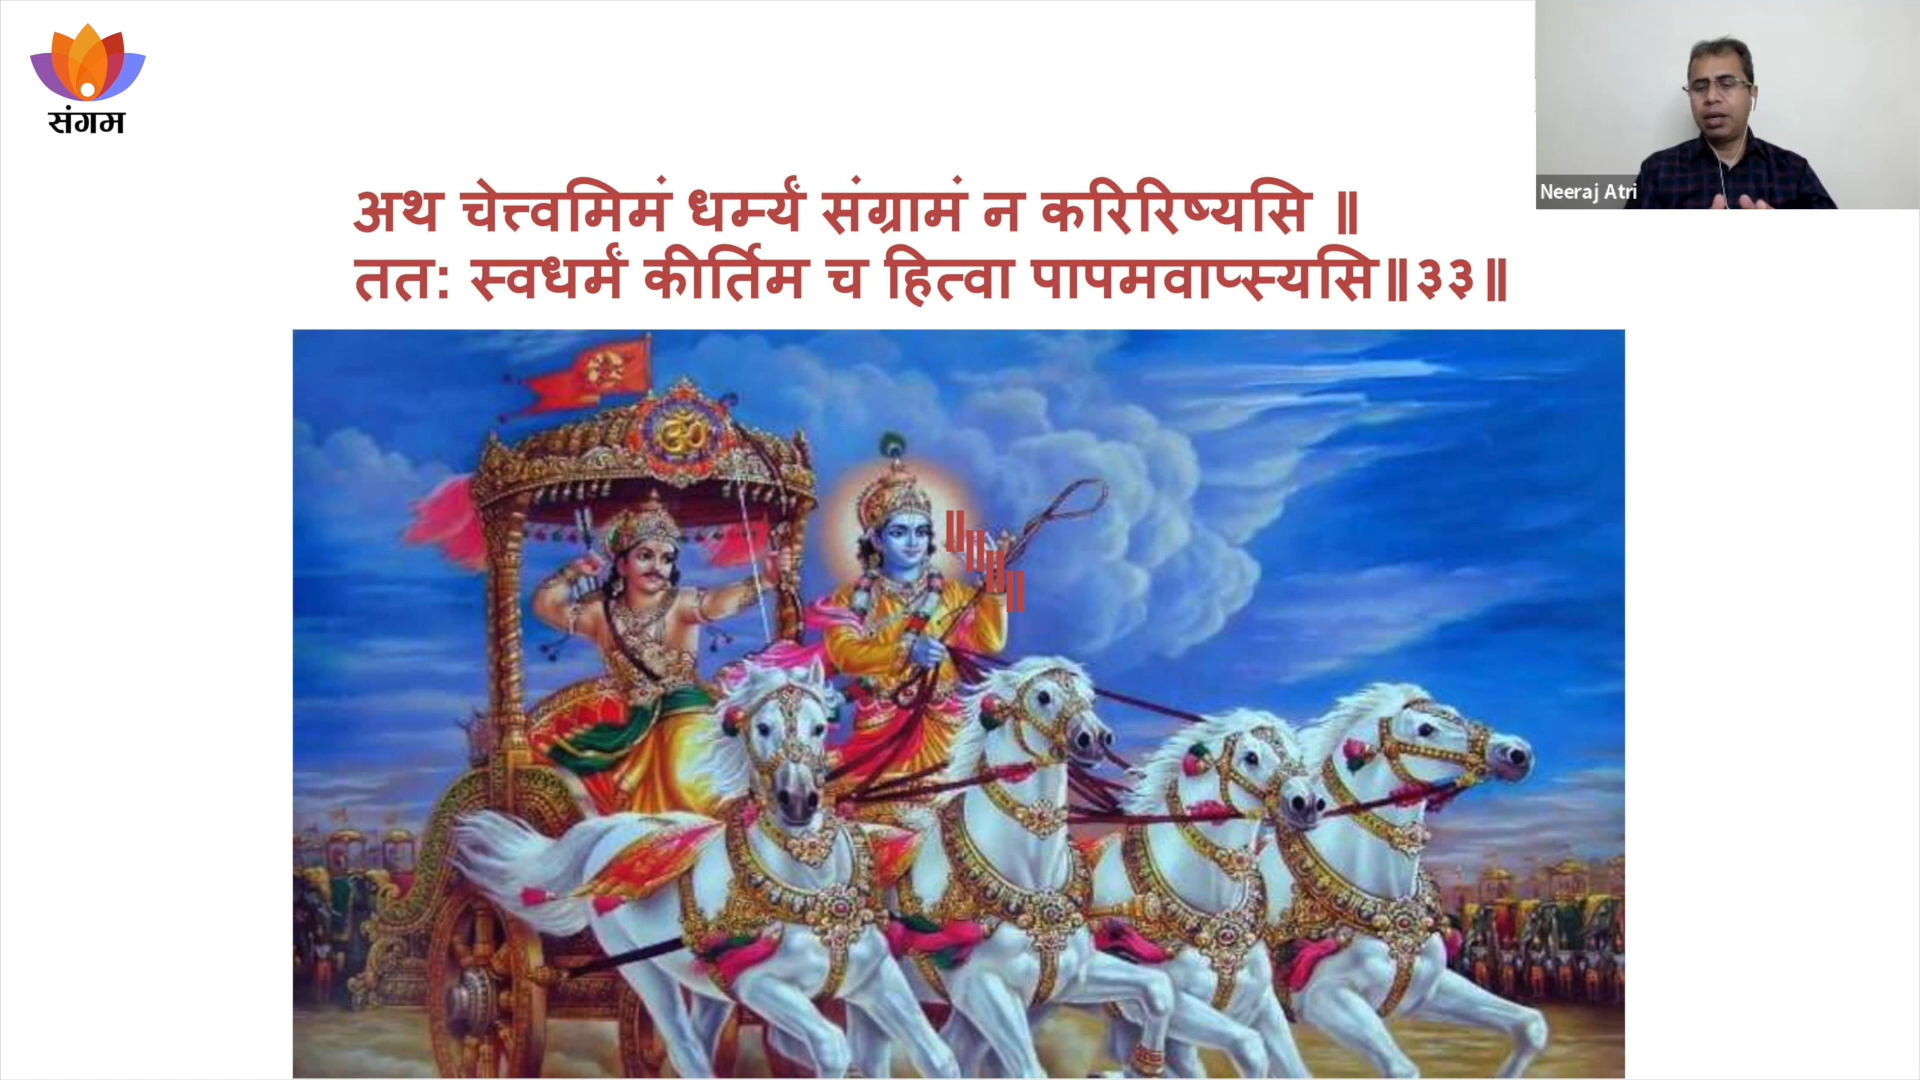 संगम
Neeraj Atri
अथ चेत्त्वमिमं धर्म्यं संग्रामं न करिरिष्यसि ॥
तत: स्वधर्मं कीर्तिम च हित्वा पापमवाप्स्यसि॥३३॥
ॐ
॥
॥
॥
॥